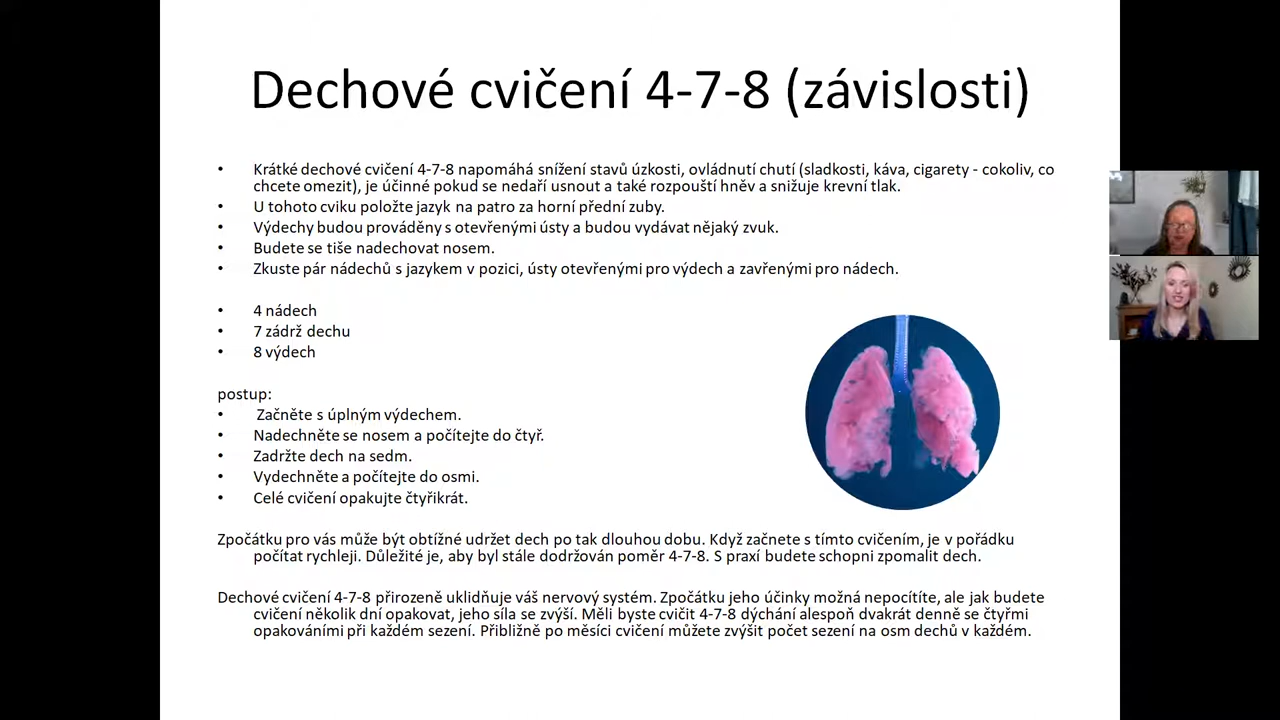 Dechové cvičení 4-7-8 (závislosti)
• Krátké dechové cvičení 4-7-8 napomáhá snížení stavů úzkosti, ovládnutí chutí (sladkosti, káva, cigarety - cokoliv, co
chcete omezit), je účinné pokud se nedaří usnout a také rozpouští hněv a snižuje krevní tlak.
• U tohoto cviku položte jazyk na patro za horní přední zuby.
• Výdechy budou prováděny s otevřenými ústy a budou vydávat nějaký zvuk.
• Budete se tiše nadechovat nosem.
• Zkuste pár nádechů s jazykem v pozici, ústy otevřenými pro výdech a zavřenými pro nádech.
• 4 nádech
• 7 zádrž dechu
• 8 výdech
postup:
• Začněte s úplným výdechem.
• Nadechněte se nosem a počítejte do čtyř.
• Zadržte dech na sedm.
• Vydechněte a počítejte do osmi.
• Celé cvičení opakujte čtyřikrát.
Zpočátku pro vás může být obtížné udržet dech po tak dlouhou dobu. Když začnete s tímto cvičením, je v pořádku
počítat rychleji. Důležité je, aby byl stále dodržován poměr 4-7-8. S praxí budete schopni zpomalit dech.
Dechové cvičení 4-7-8 přirozeně uklidňuje váš nervový systém. Zpočátku jeho účinky možná nepocítíte, ale jak budete
cvičení několik dní opakovat, jeho síla se zvýší. Měli byste cvičit 4-7-8 dýchání alespoň dvakrát denně se čtyřmi
opakováními při každém sezení. Přibližně po měsíci cvičení můžete zvýšit počet sezení na osm dechů v každém.